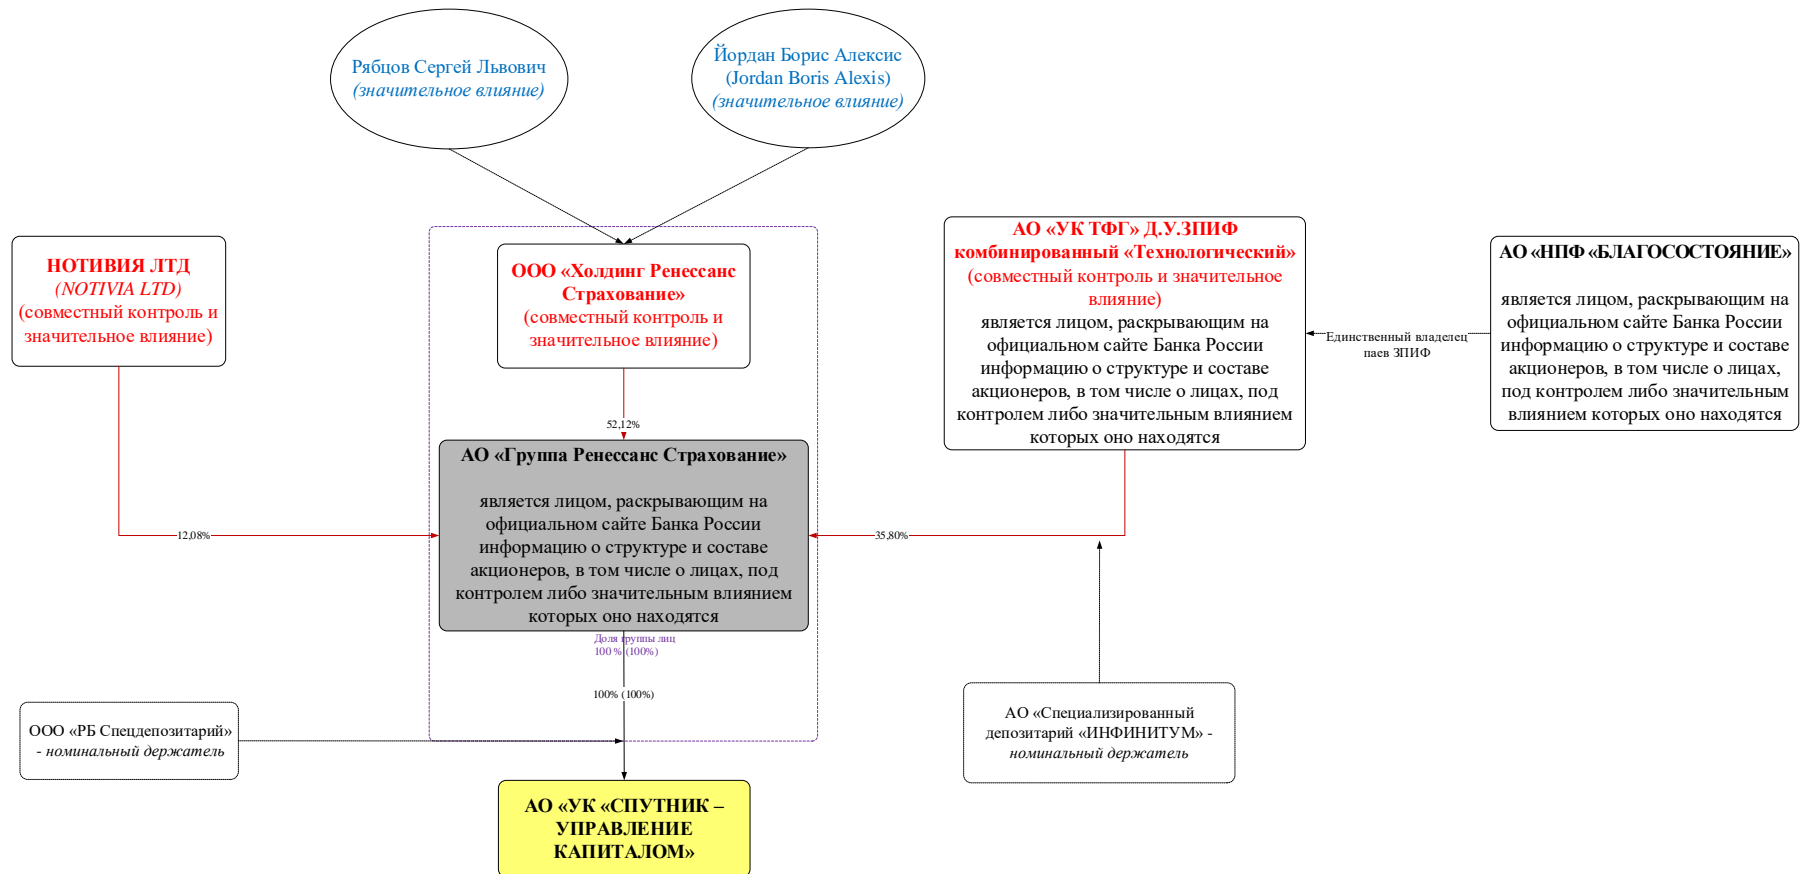 Рябцов Сергей Львович
(значительное влияние)
Йордан Борис Алексис
(Jordan Boris Alexis)
(значительное влияние)
НОТИВИЯ ЛТД
(NOTIVIA LTD)
(совместный контроль и
значительное влияние)
ООО «Холдинг Ренессанс
Страхование»
(совместный контроль и
значительное влияние)
АО «УК ТФГ» Д.У.ЗПИФ
комбинированный «Технологический»
(совместный контроль и значительное
влияние)
является лицом, раскрывающим на
официальном сайте Банка России
информацию о структуре и составе
акционеров, в том числе о лицах, под
контролем либо значительным влиянием
которых оно находятся
Единственный владелец
паев ЗПИФ
АО «НПФ «БЛАГОСОСТОЯНИЕ»
является лицом, раскрывающим на
официальном сайте Банка России
информацию о структуре и составе
акционеров, в том числе о лицах,
под контролем либо значительным
влиянием которых оно находятся
52,12%
АО «Группа Ренессанс Страхование»
является лицом, раскрывающим на
официальном сайте Банка России
информацию о структуре и составе
акционеров, в том числе о лицах, под
контролем либо значительным влиянием
которых оно находятся
12,08%
35,80%
Доля группы лиц
100 % (100%)
100% (100%)
ООО «РБ Спецдепозитарий»
- номинальный держатель
АО «Специализированный
депозитарий «ИНФИНИТУМ» -
номинальный держатель
АО «УК «СПУТНИК –
УПРАВЛЕНИЕ
КАПИТАЛОМ»